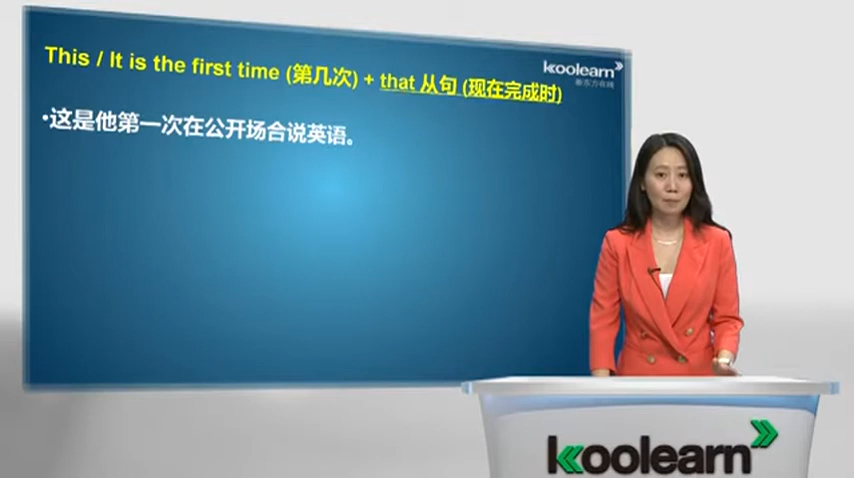 This / It is the first time (第几次) + that 从句 (现在完成时)
koolearn
新东方在线
•这是他第一次在公开场合说英语。
koolearn